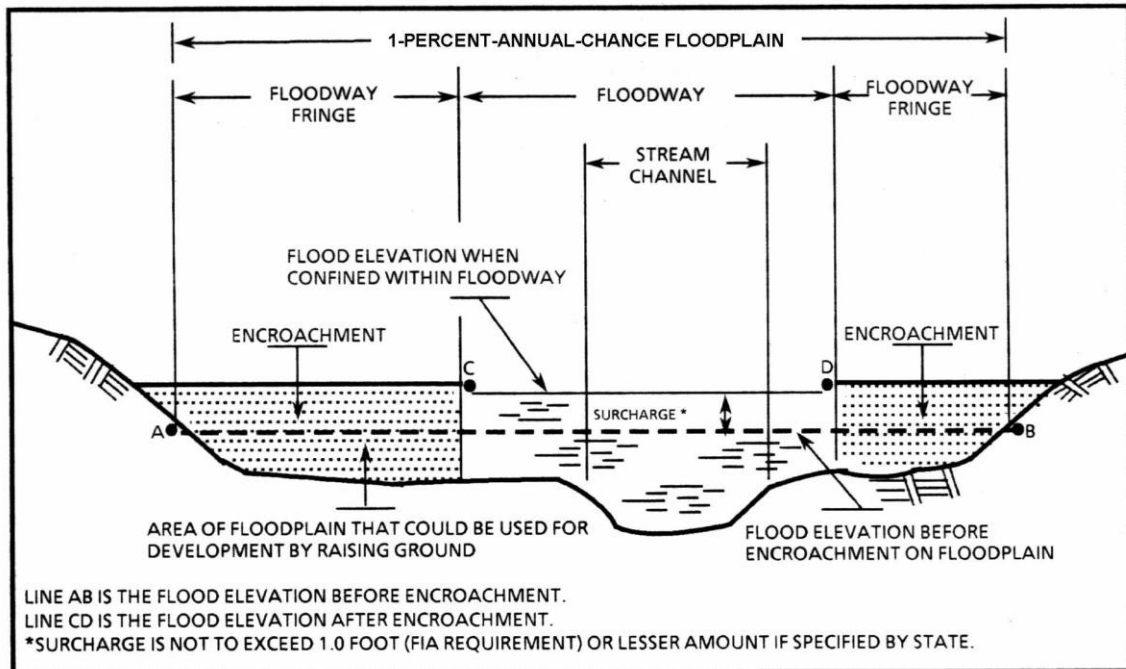 1-PERCENT-ANNUAL-CHANCE FLOODPLAIN
FLOODWAY
FRINGE
FLOODWAY
FLOODWAY
FRINGE
STREAM
CHANNEL
FLOOD ELEVATION WHEN
CONFINED WITHIN FLOODWAY
ENCROACHMENT
ENCROACHMENT
C
D
SURCHARGE *
A
B
AREA OF FLOODPLAIN THAT COULD BE USED FOR
DEVELOPMENT BY RAISING GROUND
FLOOD ELEVATION BEFORE
ENCROACHMENT ON FLOODPLAIN
LINE AB IS THE FLOOD ELEVATION BEFORE ENCROACHMENT.
LINE CD IS THE FLOOD ELEVATION AFTER ENCROACHMENT.
*SURCHARGE IS NOT TO EXCEED 1.0 FOOT (FIA REQUIREMENT) OR LESSER AMOUNT IF SPECIFIED BY STATE.